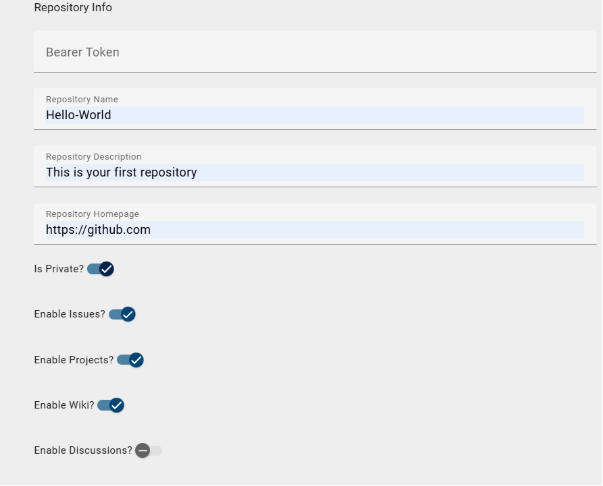 Repository Info
Bearer Token
Repository Name
Hello-World
Repository Description
This is your first repository
Repository Homepage
https://github.com
Is Private?
Enable Issues?
Enable Projects?
Enable Wiki?
Enable Discussions?